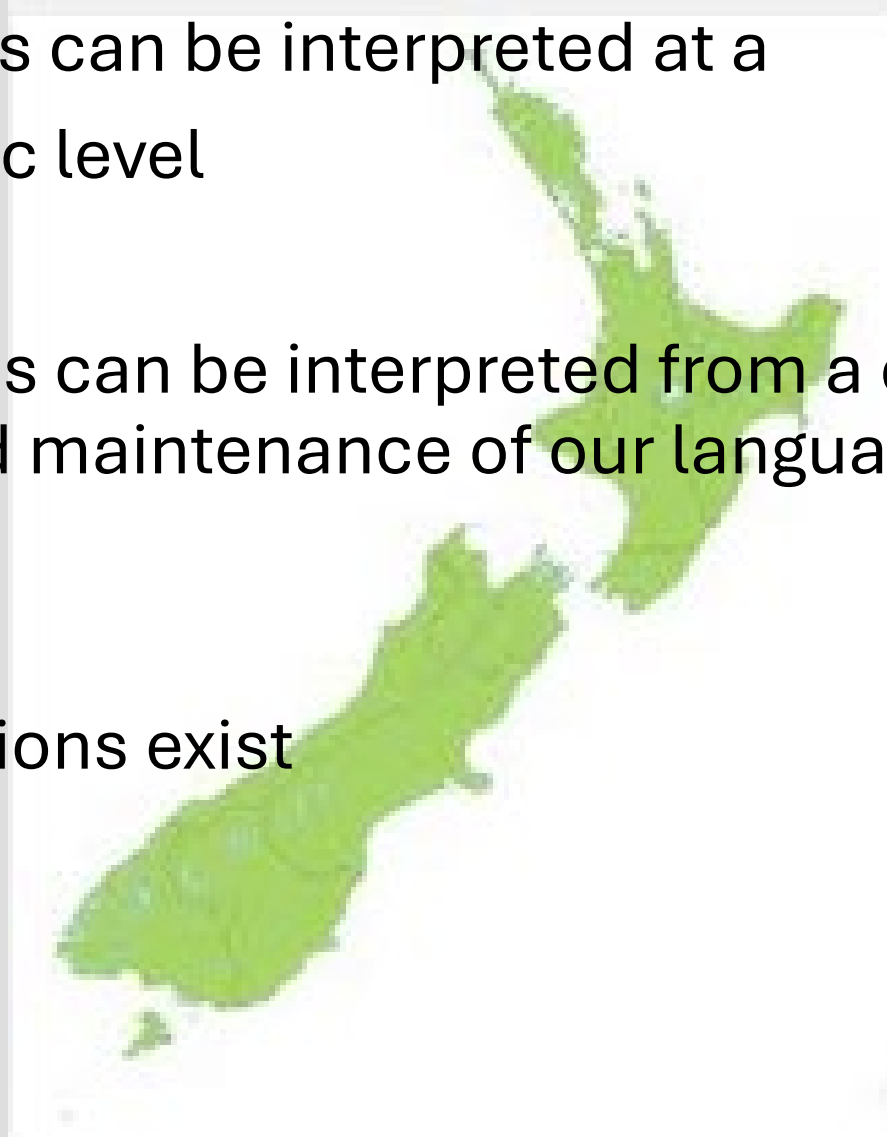 s can be interpreted at a
c level
s can be interpreted from a
d maintenance of our langua
ions exist